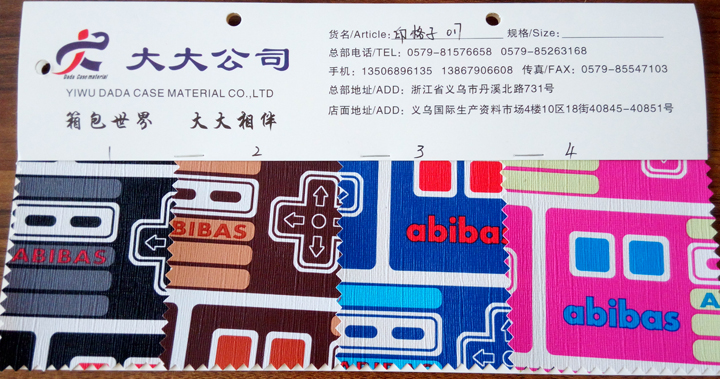 货名/Article: 印格子 017 规格/Size:
大大公司
总部电话/TEL: 0579-81576658 0579-85263168
Dada Case material
手机: 13506896135 13867906608 传真/FAX: 0579-85547103
YIWU DADA CASE MATERIAL CO.,LTD
总部地址/ADD: 浙江省义乌市丹溪北路731号
店面地址/ADD: 义乌国际生产资料市场4楼10区18街40845-40851号
箱包世界 大大相伴
1 2 3 4
ABIBAS
BIBAS
abibas
abibas
A